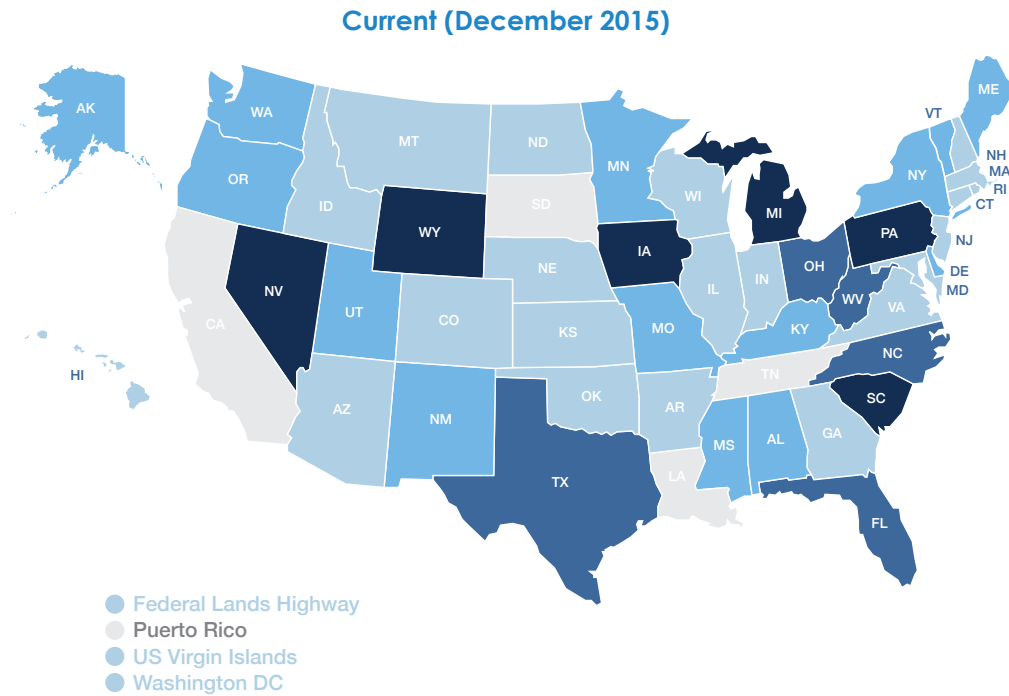 Current (December 2015)
AK
WA
MT
ND
MN
ME
VT
NH
MA
RI
CT
OR
ID
WY
SD
WI
MI
NY
NV
UT
CO
NE
IA
IL
IN
OH
PA
NJ
DE
MD
CA
KS
MO
KY
WV
VA
HI
AZ
NM
OK
AR
TN
NC
SC
TX
LA
MS
AL
GA
FL
Federal Lands Highway
Puerto Rico
US Virgin Islands
Washington DC